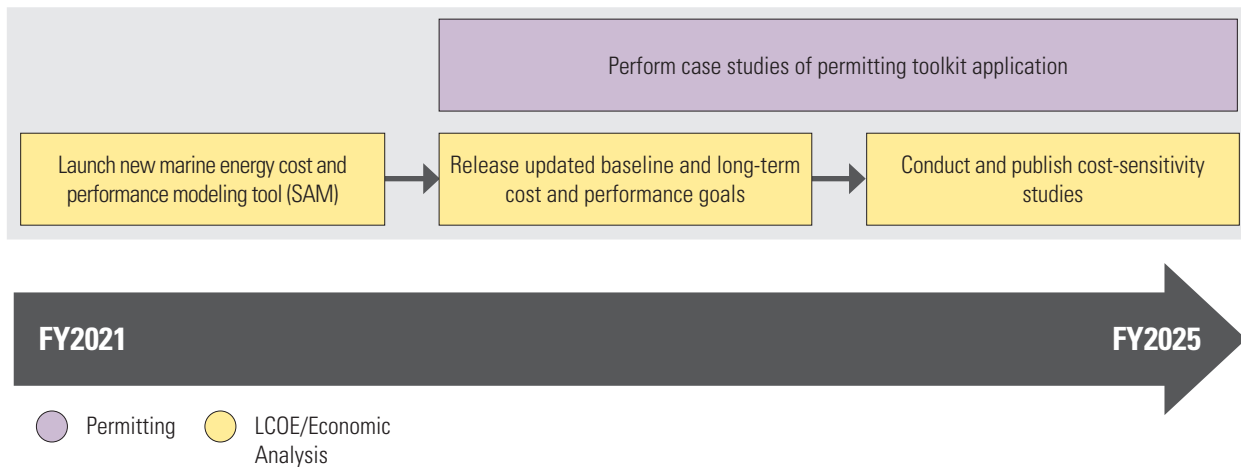 Perform case studies of permitting toolkit application
Launch new marine energy cost and
performance modeling tool (SAM)
Release updated baseline and long-term
cost and performance goals
Conduct and publish cost-sensitivity
studies
FY2021
FY2025
Permitting
LCOE/Economic
Analysis